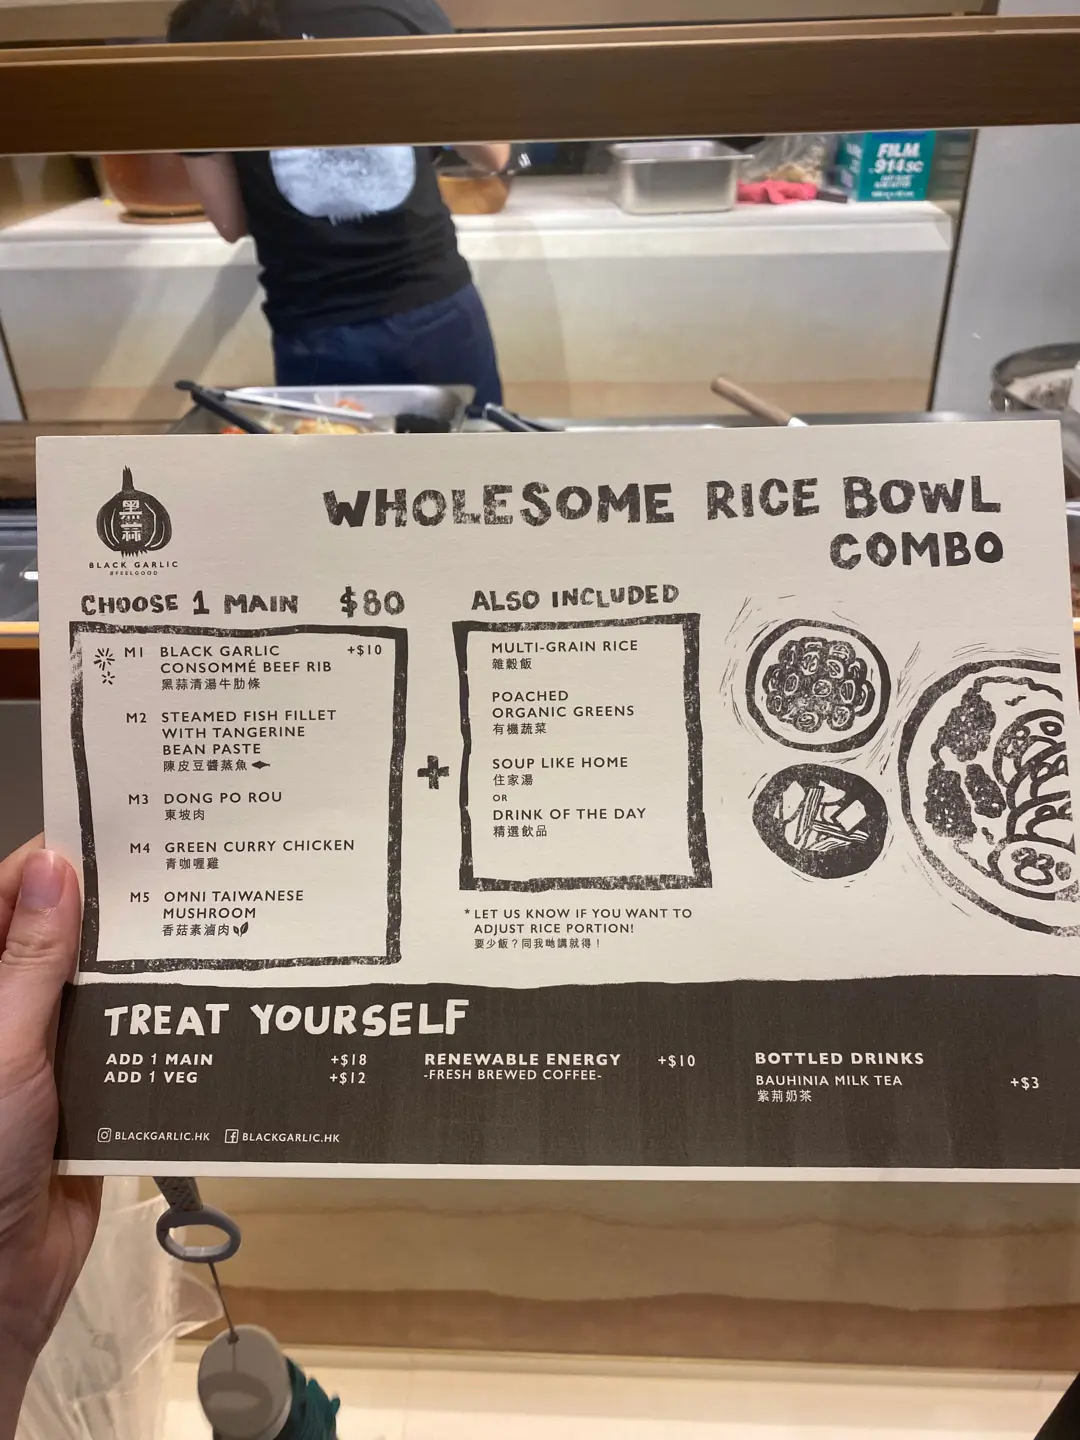 FILM
914SC
黑蒜
BLACK GARLIC
#FEELGOOD
WHOLESOME RICE BOWL
COMBO
CHOOSE 1 MAIN $80
M1 BLACK GARLIC +$10
CONSOMMÉ BEEF RIB
黑蒜清湯牛肋條
M2 STEAMED FISH FILLET
WITH TANGERINE
BEAN PASTE
陳皮豆醬蒸魚
M3 DONG PO ROU
東坡肉
M4 GREEN CURRY CHICKEN
青咖喱雞
M5 OMNI TAIWANESE
MUSHROOM
香菇素滷肉
+
ALSO INCLUDED
MULTI-GRAIN RICE
雜穀飯
POACHED
ORGANIC GREENS
有機蔬菜
SOUP LIKE HOME
住家湯
OR
DRINK OF THE DAY
精選飲品
* LET US KNOW IF YOU WANT TO
ADJUST RICE PORTION!
要少飯？同我哋講就得！
TREAT YOURSELF
ADD 1 MAIN +$18
ADD 1 VEG +$12
RENEWABLE ENERGY +$10
-FRESH BREWED COFFEE-
BOTTLED DRINKS
BAUHINIA MILK TEA +$3
紫荊奶茶
BLACKGARLIC.HK BLACKGARLIC.HK